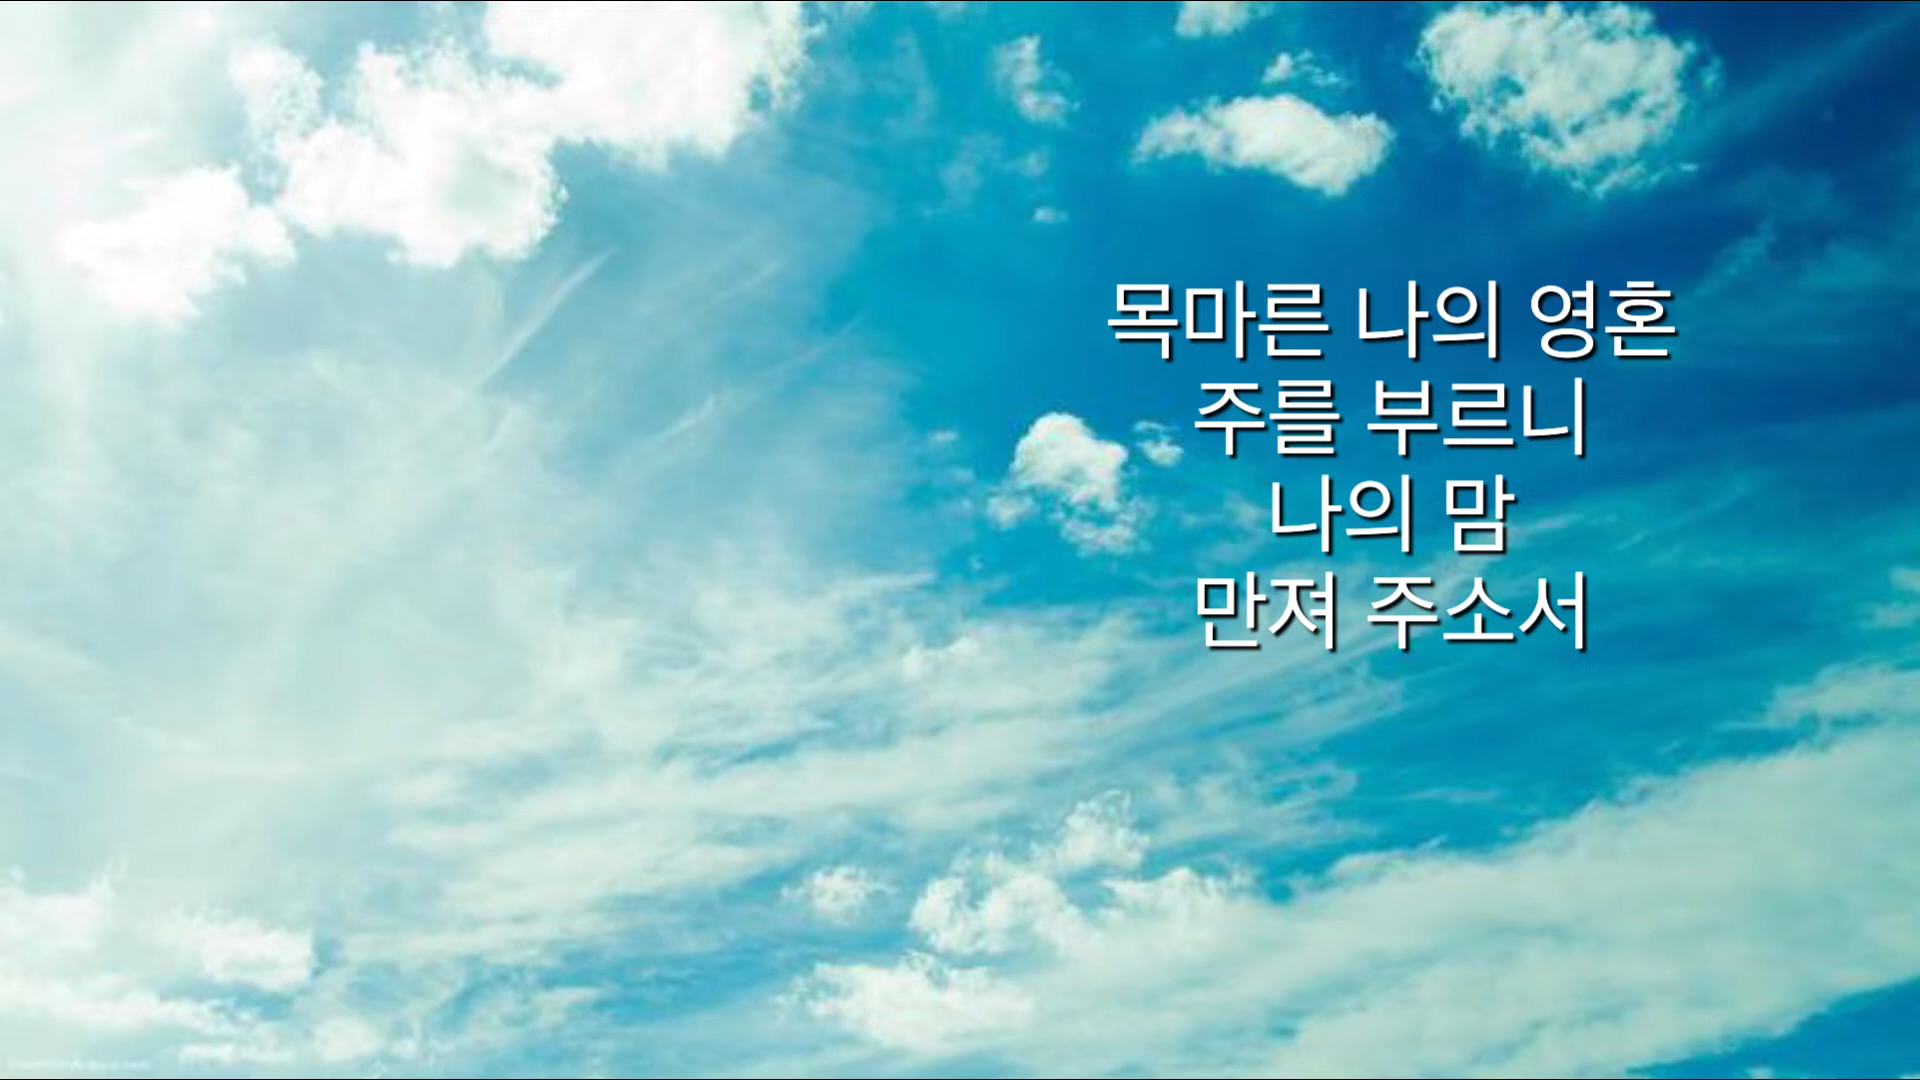 목마른 나의 영혼
주를 부르니
나의 맘
만져 주소서